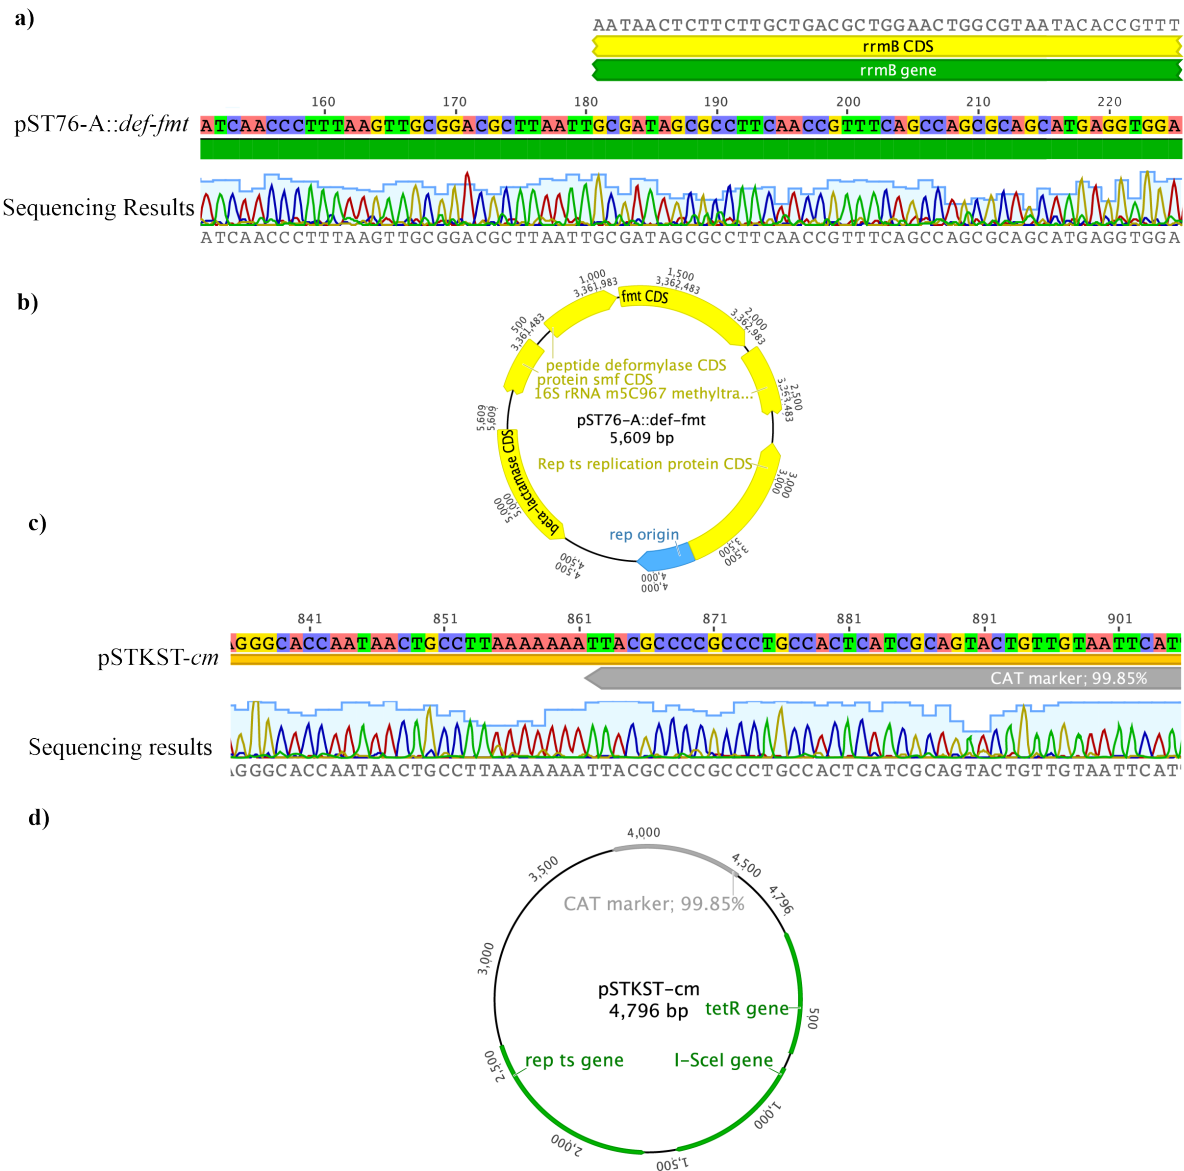 a)
AATAACTCTTCTTGCTGACGCTGGAACTGGCGTAATACACCGTTT
rrmB CDS
rrmB gene
160 170 180 190 200 210 220
pST76-A::def-fmt
ATCAACCCTTTAAGTTGCGGACGCTTAATTGCGATAGCGCCTTCAACCGTTTCAGCCAGCGCAGCATGAGGTGGA
Sequencing Results
ATCAACCCTTTAAGTTGCGGACGCTTAATTGCGATAGCGCCTTCAACCGTTTCAGCCAGCGCAGCATGAGGTGGA
b)
1,000
3,361,983
1,500
3,362,483
fmt CDS
2,000
3,362,983
500
3,361,483
peptide deformylase CDS
protein smf CDS
16S rRNA m5C967 methyltra...
2,500
3,363,483
5,609
5,609
pST76-A::def-fmt
5,609 bp
beta-lactamase CDS
Rep ts replication protein CDS
3,000
3,000
5,000
5,000
rep origin
3,500
3,500
4,500
4,500
4,000
4,000
c)
841 851 861 871 881 891 901
GGGCACCAATAACTGCCTTAAAAAAATTACGCCCCGCCCTGCCACTCATCGCAGTACTGTTGTAATTCAT
pSTKST-cm
CAT marker; 99.85%
Sequencing results
GGGCACCAATAACTGCCTTAAAAAAATTACGCCCCGCCCTGCCACTCATCGCAGTACTGTTGTAATTCAT
d)
4,000
3,500
4,500
4,796
CAT marker; 99.85%
3,000
pSTKST-cm
4,796 bp
tetR gene
500
rep ts gene
I-SceI gene
2,500
1,000
2,000
1,500